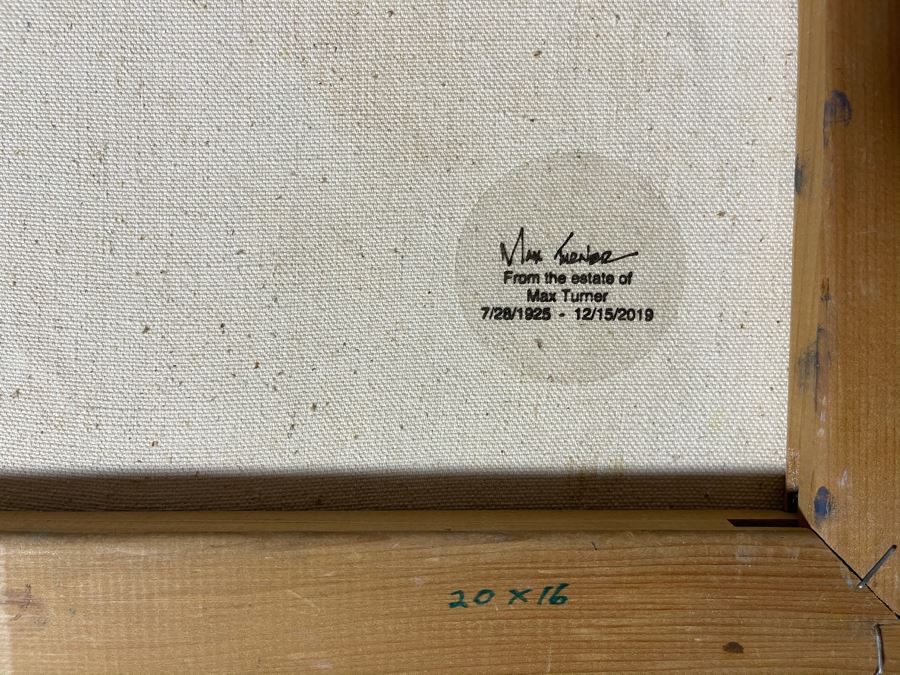 Max Turner
From the estate of
Max Turner
7/28/1925 - 12/15/2019
20 x 16